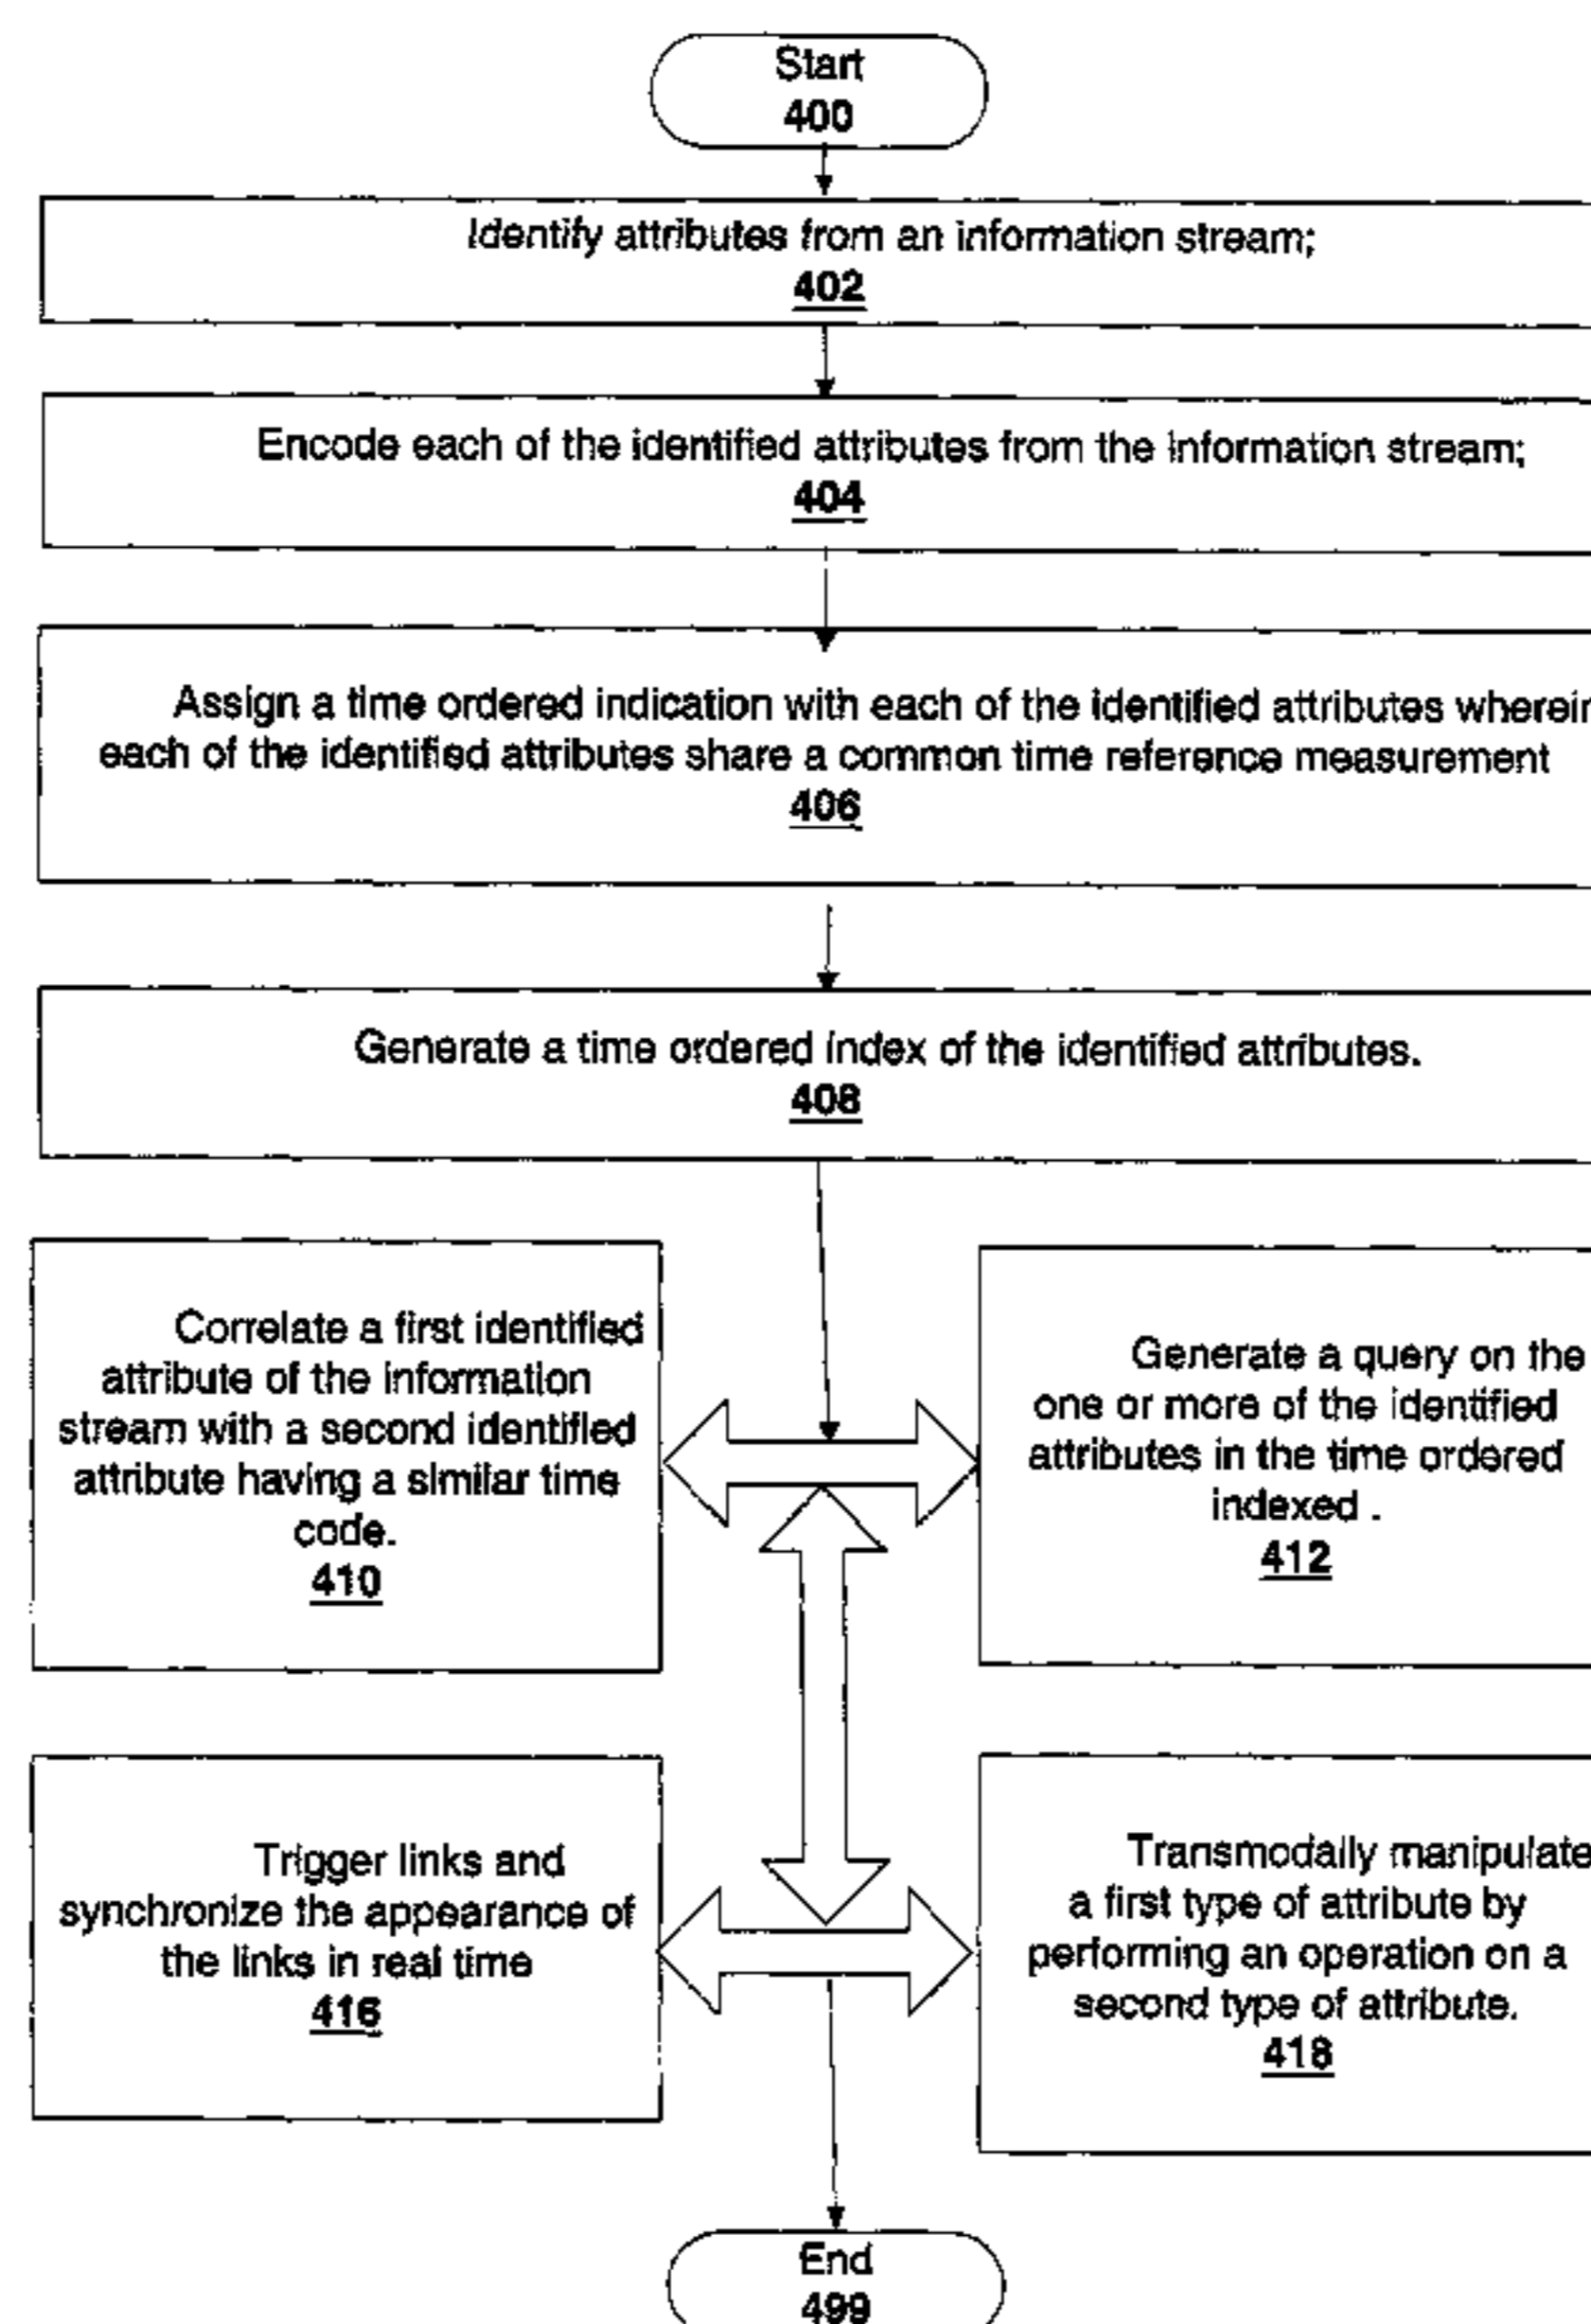 Start
400
Identify attributes from an information stream;
402
Encode each of the identified attributes from the information stream;
404
Assign a time ordered indication with each of the identified attributes wherein
each of the identified attributes share a common time reference measurement
406
Generate a time ordered index of the identified attributes.
408
Correlate a first identified
attribute of the information
stream with a second identified
attribute having a similar time
code.
410
Generate a query on the
one or more of the identified
attributes in the time ordered
indexed .
412
Trigger links and
synchronize the appearance of
the links in real time
416
Transmodally manipulate
a first type of attribute by
performing an operation on a
second type of attribute.
418
End
499